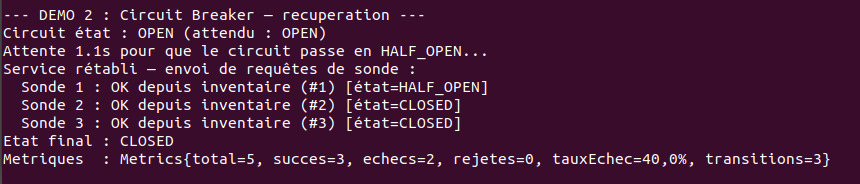 --- DEMO 2 : Circuit Breaker — recuperation ---
Circuit état : OPEN (attendu : OPEN)
Attente 1.1s pour que le circuit passe en HALF_OPEN...
Service rétabli — envoi de requêtes de sonde :
  Sonde 1 : OK depuis inventaire (#1) [état=HALF_OPEN]
  Sonde 2 : OK depuis inventaire (#2) [état=CLOSED]
  Sonde 3 : OK depuis inventaire (#3) [état=CLOSED]
Etat final : CLOSED
Metriques  : Metrics{total=5, succes=3, echecs=2, rejetes=0, tauxEchec=40,0%, transitions=3}